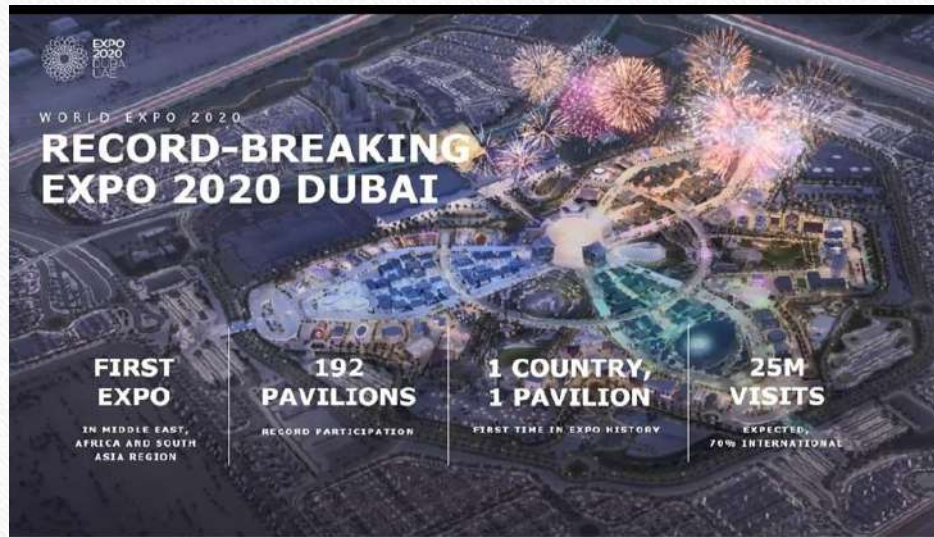 EXPO
2020
DUBAI
UAE
WORLD EXPO 2020
RECORD-BREAKING
EXPO 2020 DUBAI
FIRST
EXPO
IN MIDDLE EAST,
AFRICA AND SOUTH
ASIA REGION
192
PAVILIONS
RECORD PARTICIPATION
1 COUNTRY,
1 PAVILION
FIRST TIME IN EXPO HISTORY
25M
VISITS
EXPECTED,
70% INTERNATIONAL